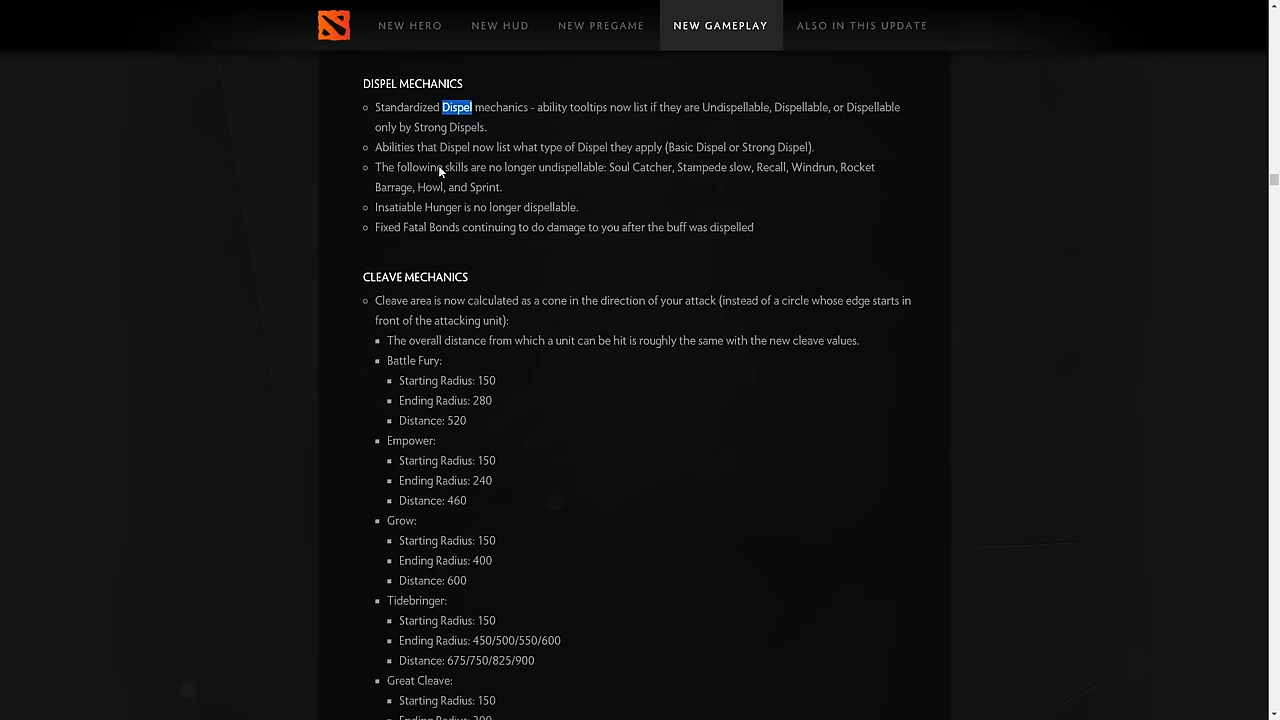 NEW HERO NEW HUD NEW PREGAME NEW GAMEPLAY ALSO IN THIS UPDATE
DISPEL MECHANICS
Standardized Dispel mechanics - ability tooltips now list if they are Undispellable, Dispellable, or Dispellable
only by Strong Dispels.
Abilities that Dispel now list what type of Dispel they apply (Basic Dispel or Strong Dispel).
The following skills are no longer undispellable: Soul Catcher, Stampede slow, Recall, Windrun, Rocket
Barrage, Howl, and Sprint.
Insatiable Hunger is no longer dispellable.
Fixed Fatal Bonds continuing to do damage to you after the buff was dispelled
CLEAVE MECHANICS
Cleave area is now calculated as a cone in the direction of your attack (instead of a circle whose edge starts in
front of the attacking unit):
The overall distance from which a unit can be hit is roughly the same with the new cleave values.
Battle Fury:
Starting Radius: 150
Ending Radius: 280
Distance: 520
Empower:
Starting Radius: 150
Ending Radius: 240
Distance: 460
Grow:
Starting Radius: 150
Ending Radius: 400
Distance: 600
Tidebringer:
Starting Radius: 150
Ending Radius: 450/500/550/600
Distance: 675/750/825/900
Great Cleave:
Starting Radius: 150